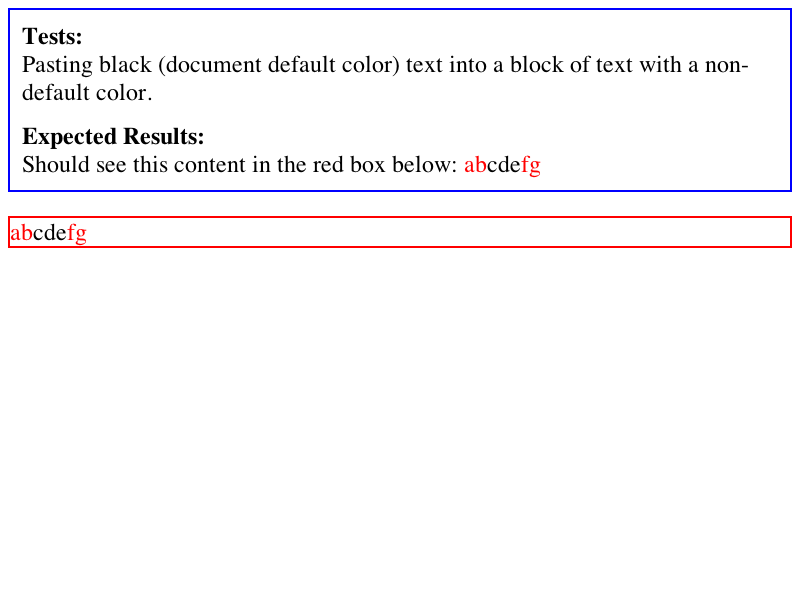 Tests:
Pasting black (document default color) text into a block of text with a non-
default color.
Expected Results:
Should see this content in the red box below: abcdefg
abcdefg